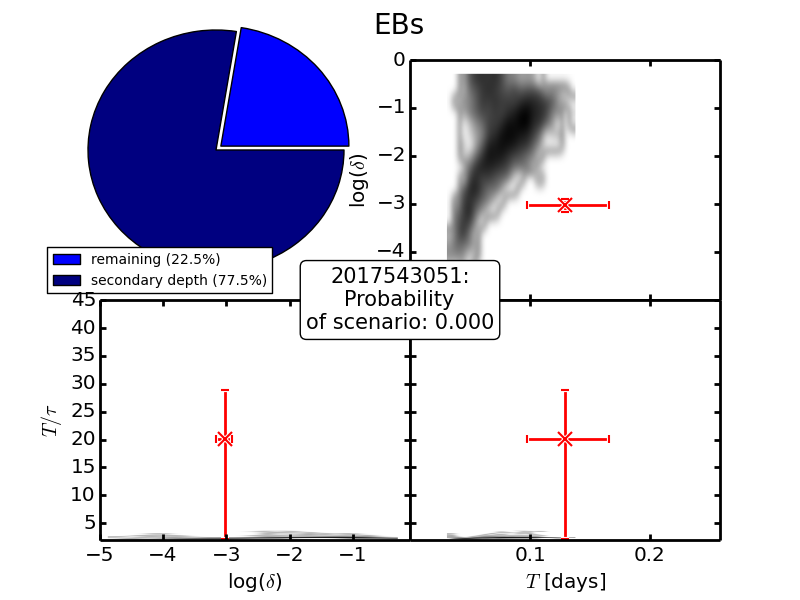 EBs
0
−1
−2
−3
−4
log(δ)
remaining (22.5%)
secondary depth (77.5%)
2017543051:
Probability
of scenario: 0.000
45
40
35
30
25
20
15
10
5
T/τ
−5 −4 −3 −2 −1
log(δ)
0.1 0.2
T [days]